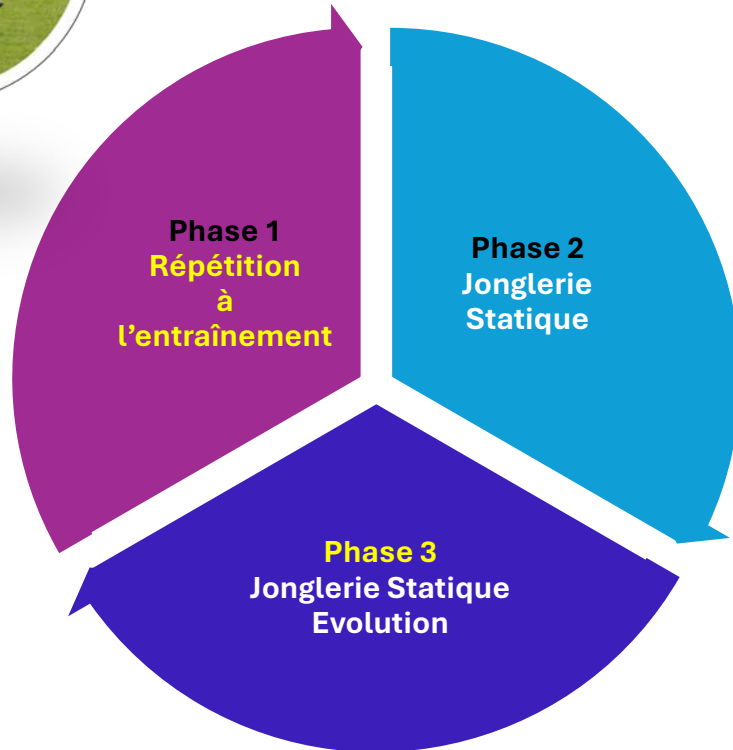 Phase 1
Répétition
à
l’entraînement
Phase 2
Jonglerie
Statique
Phase 3
Jonglerie Statique
Evolution